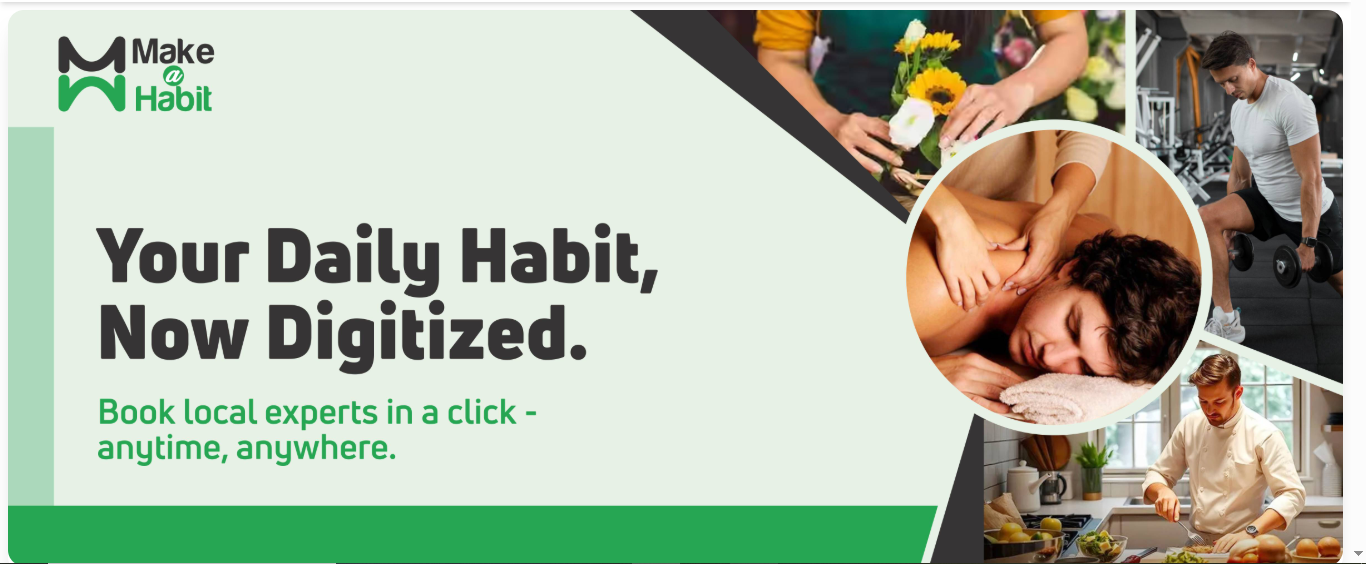 Make
a
Habit
Your Daily Habit,
Now Digitized.
Book local experts in a click -
anytime, anywhere.